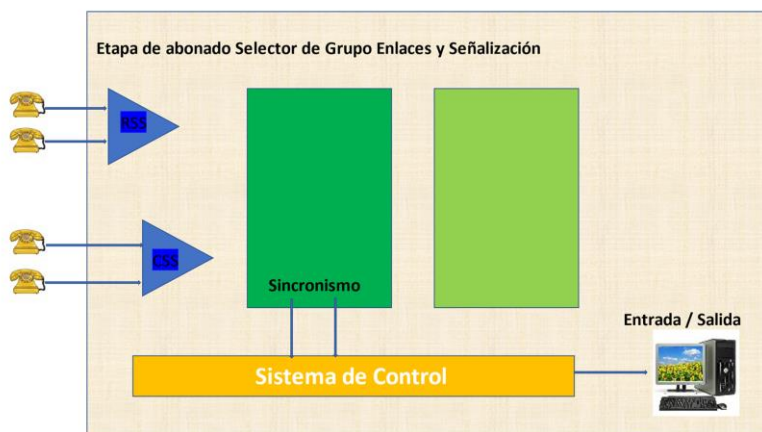 Etapa de abonado Selector de Grupo Enlaces y Señalización
RSS
CSS
Sincronismo
Entrada / Salida
Sistema de Control